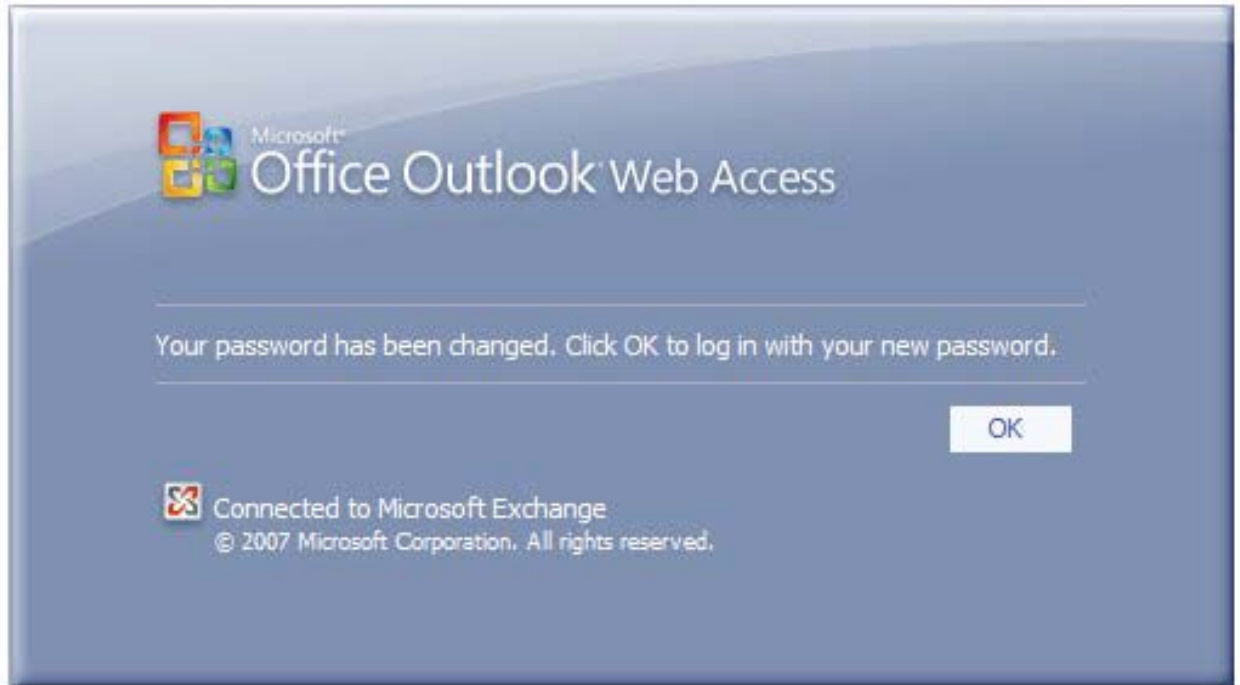 Microsoft®
Office Outlook® Web Access
Your password has been changed. Click OK to log in with your new password.
OK
Connected to Microsoft Exchange
© 2007 Microsoft Corporation. All rights reserved.